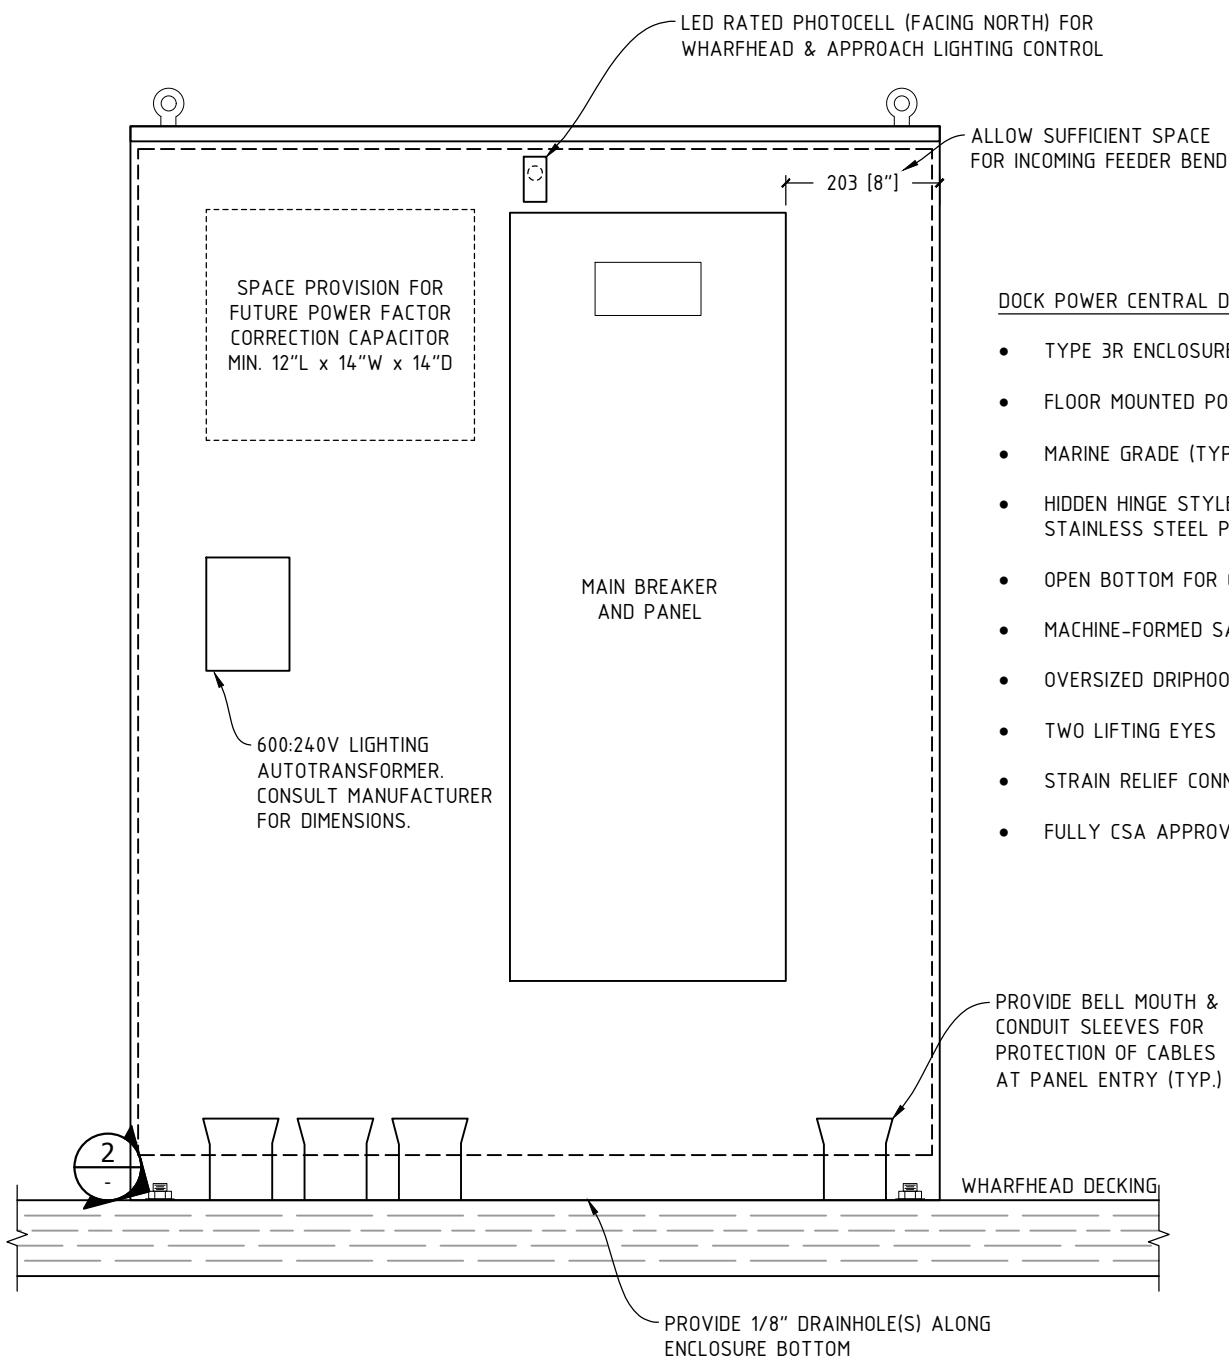 LED RATED PHOTOCELL (FACING NORTH) FOR
WHARFHEAD & APPROACH LIGHTING CONTROL
ALLOW SUFFICIENT SPACE
FOR INCOMING FEEDER BEND
203 [8"]
SPACE PROVISION FOR
FUTURE POWER FACTOR
CORRECTION CAPACITOR
MIN. 12"L x 14"W x 14"D
DOCK POWER CENTRAL D
• TYPE 3R ENCLOSURE
• FLOOR MOUNTED PO
• MARINE GRADE (TYP
• HIDDEN HINGE STYLE
STAINLESS STEEL P
• OPEN BOTTOM FOR
• MACHINE-FORMED SA
• OVERSIZED DRIPHOO
• TWO LIFTING EYES
• STRAIN RELIEF CONN
• FULLY CSA APPROV
MAIN BREAKER
AND PANEL
600:240V LIGHTING
AUTOTRANSFORMER.
CONSULT MANUFACTURER
FOR DIMENSIONS.
PROVIDE BELL MOUTH &
CONDUIT SLEEVES FOR
PROTECTION OF CABLES
AT PANEL ENTRY (TYP.)
2
-
WHARFHEAD DECKING
PROVIDE 1/8" DRAINHOLE(S) ALONG
ENCLOSURE BOTTOM